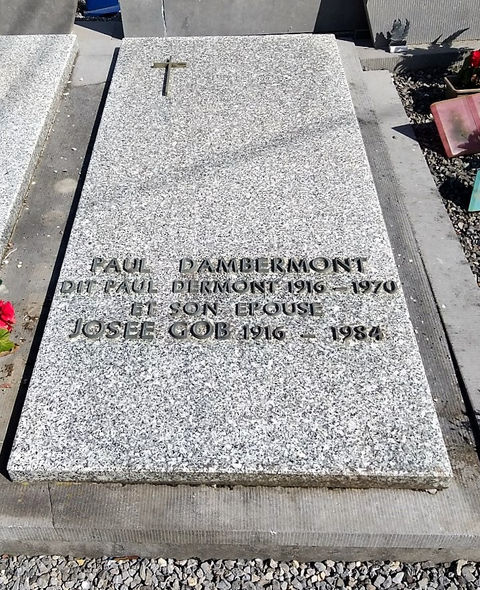 PAUL DAMBERMONT
DIT PAUL DERMONT 1916 – 1970
ET SON EPOUSE
JOSEE GOB 1916 – 1984